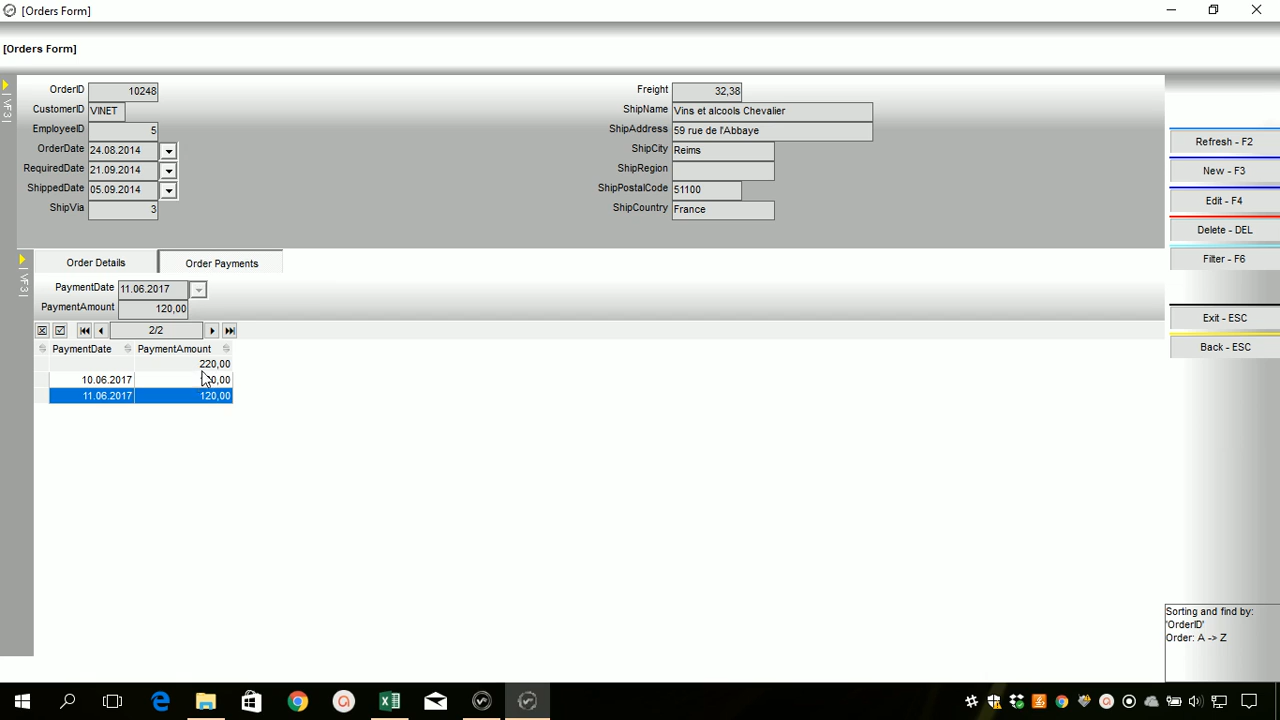 [Orders Form]
[Orders Form]
OrderID 10248
CustomerID VINET
EmployeeID 5
OrderDate 24.08.2014
RequiredDate 21.09.2014
ShippedDate 05.09.2014
ShipVia 3
Freight 32,38
ShipName Vins et alcools Chevalier
ShipAddress 59 rue de l'Abbaye
ShipCity Reims
ShipRegion
ShipPostalCode 51100
ShipCountry France
| VF3 |
Refresh - F2
New - F3
Edit - F4
Delete - DEL
Filter - F6
Exit - ESC
Back - ESC
| VF3 |
Order Details Order Payments
PaymentDate 11.06.2017
PaymentAmount 120,00
2/2
PaymentDate PaymentAmount
220,00
10.06.2017 0,00
11.06.2017 120,00
Sorting and find by:
'OrderID'
Order: A -> Z